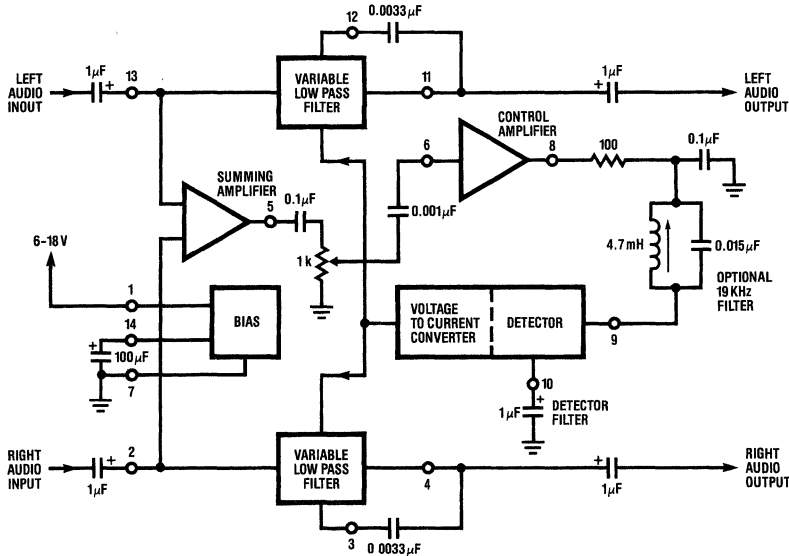 12
0.0033μF
1μF
+
13
LEFT
AUDIO
INOUT
VARIABLE
LOW PASS
FILTER
11
1μF
+
LEFT
AUDIO
OUTPUT
CONTROL
AMPLIFIER
6
8
100
0.1μF
SUMMING
AMPLIFIER
5
0.1μF
0.001μF
1k
4.7mH
0.015μF
OPTIONAL
19KHz
FILTER
6-18V
1
14
+
100μF
7
BIAS
VOLTAGE
TO CURRENT
CONVERTER
DETECTOR
9
10
+
1μF
DETECTOR
FILTER
RIGHT
AUDIO
INPUT
+
1μF
2
VARIABLE
LOW PASS
FILTER
4
+
1μF
RIGHT
AUDIO
OUTPUT
3
0 0033μF